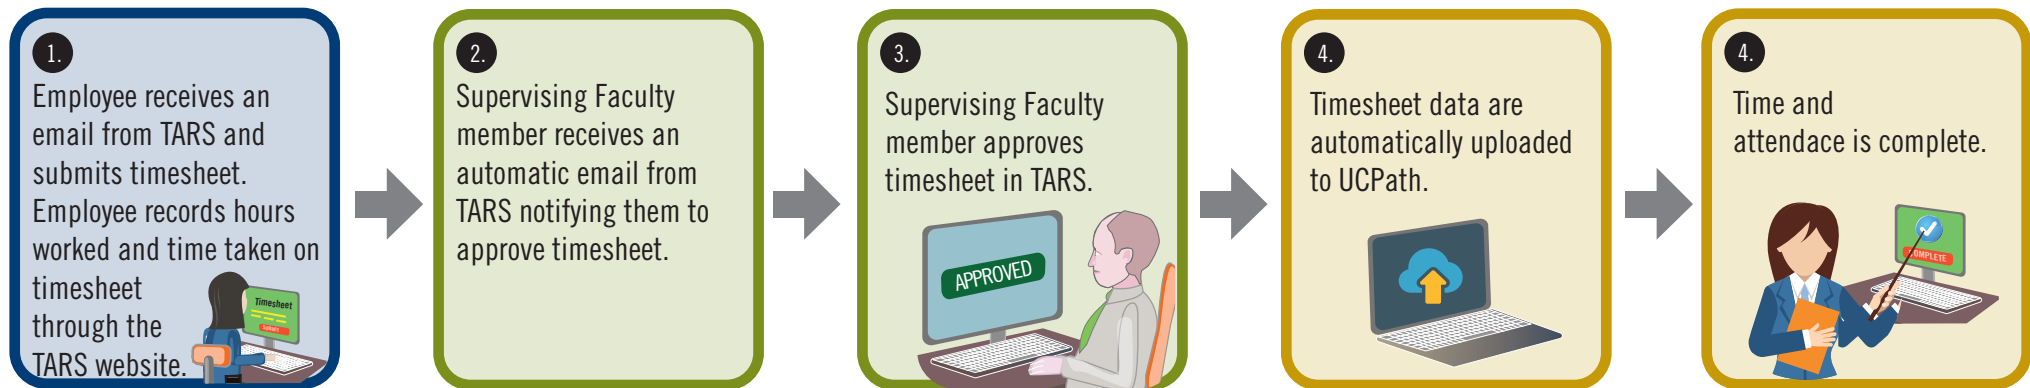 1.
Employee receives an
email from TARS and
submits timesheet.
Employee records hours
worked and time taken on
timesheet
through the
TARS website.
Timesheet
Submit
2.
Supervising Faculty
member receives an
automatic email from
TARS notifying them to
approve timesheet.
3.
Supervising Faculty
member approves
timesheet in TARS.
APPROVED
4.
Timesheet data are
automatically uploaded
to UCPath.
4.
Time and
attendace is complete.
COMPLETE